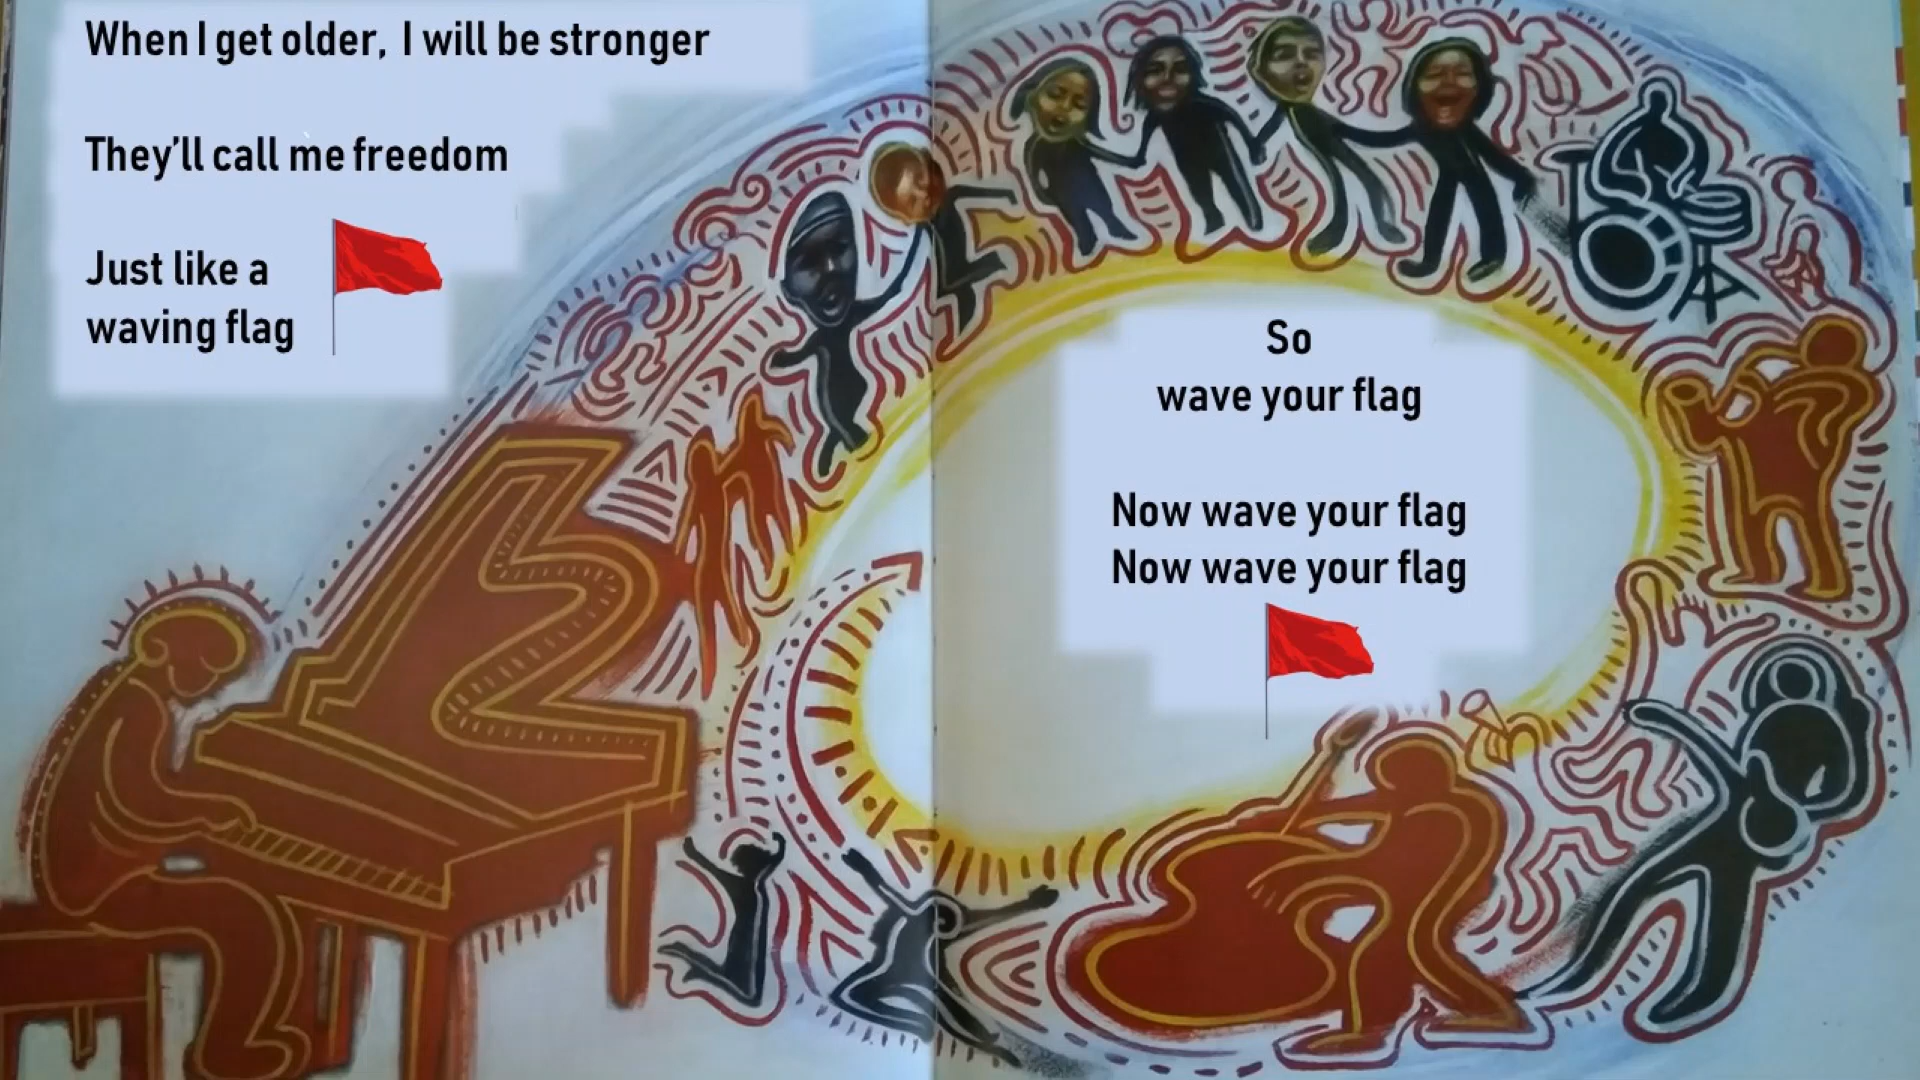 When I get older, I will be stronger
They'll call me freedom
Just like a
waving flag
So
wave your flag
Now wave your flag
Now wave your flag